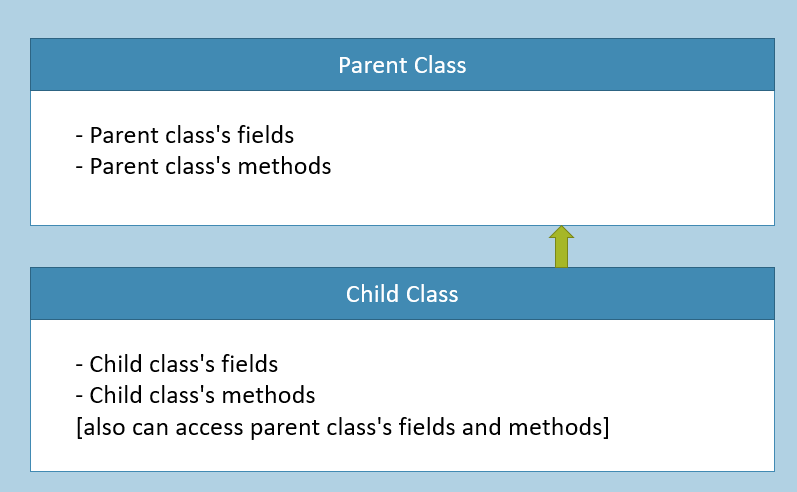 Parent Class
- Parent class's fields
- Parent class's methods
Child Class
- Child class's fields
- Child class's methods
[also can access parent class's fields and methods]